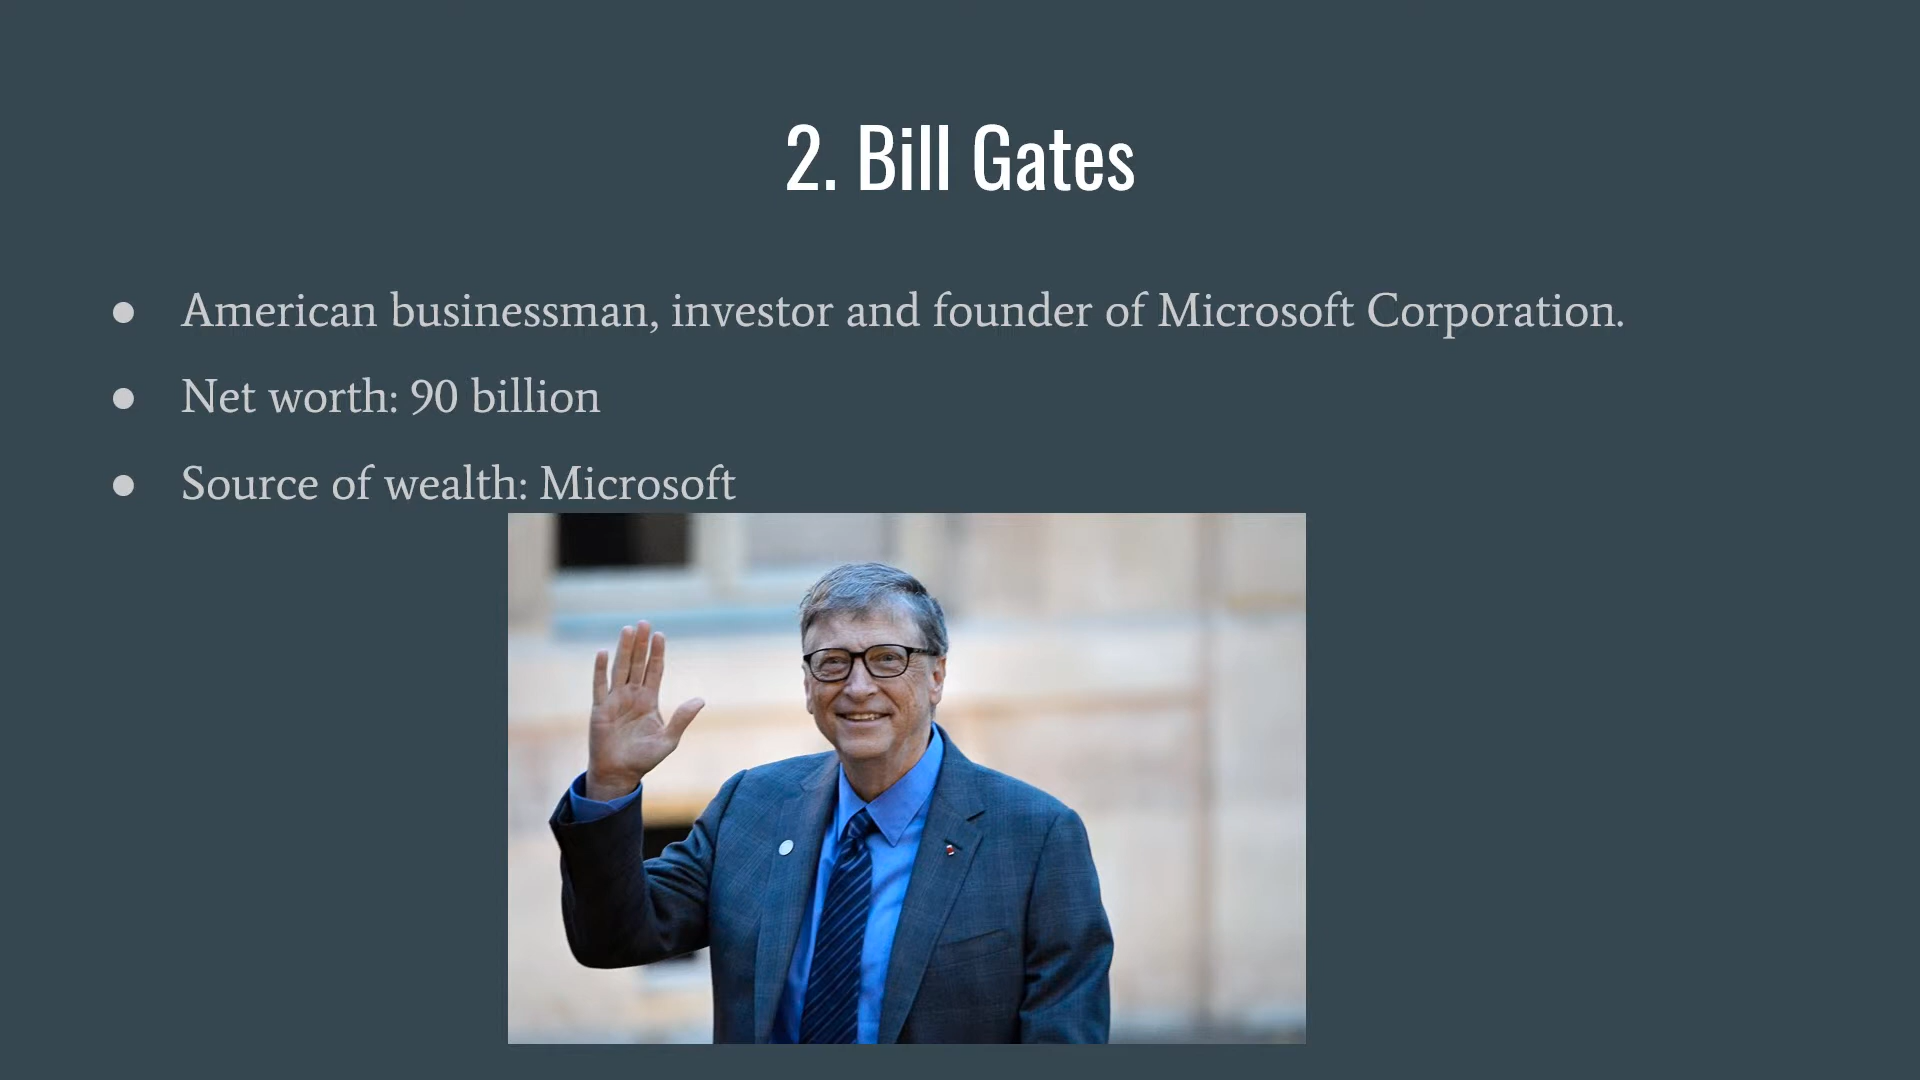 2. Bill Gates
● American businessman, investor and founder of Microsoft Corporation.
● Net worth: 90 billion
● Source of wealth: Microsoft